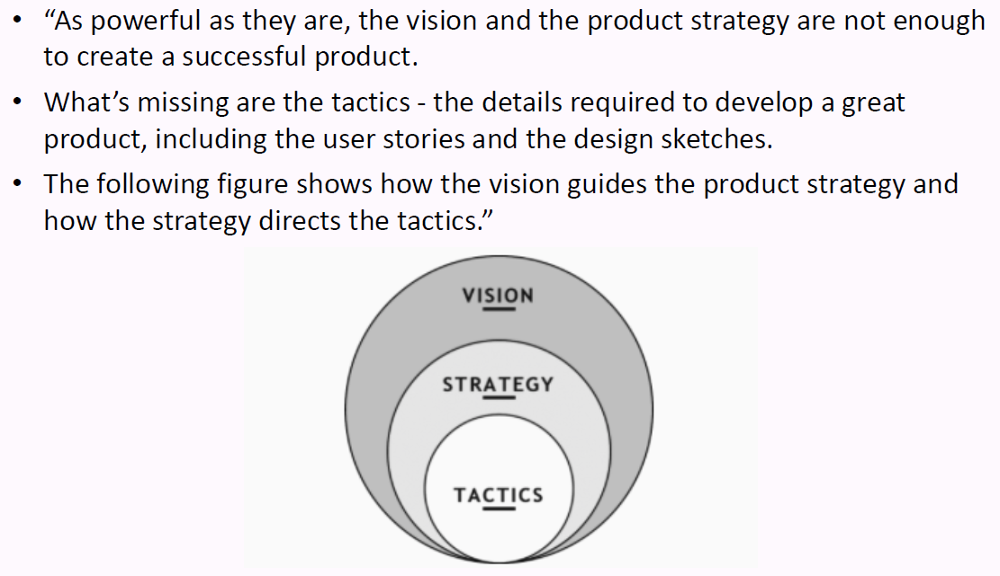 • “As powerful as they are, the vision and the product strategy are not enough
to create a successful product.
• What’s missing are the tactics - the details required to develop a great
product, including the user stories and the design sketches.
• The following figure shows how the vision guides the product strategy and
how the strategy directs the tactics.”
VISION
STRATEGY
TACTICS